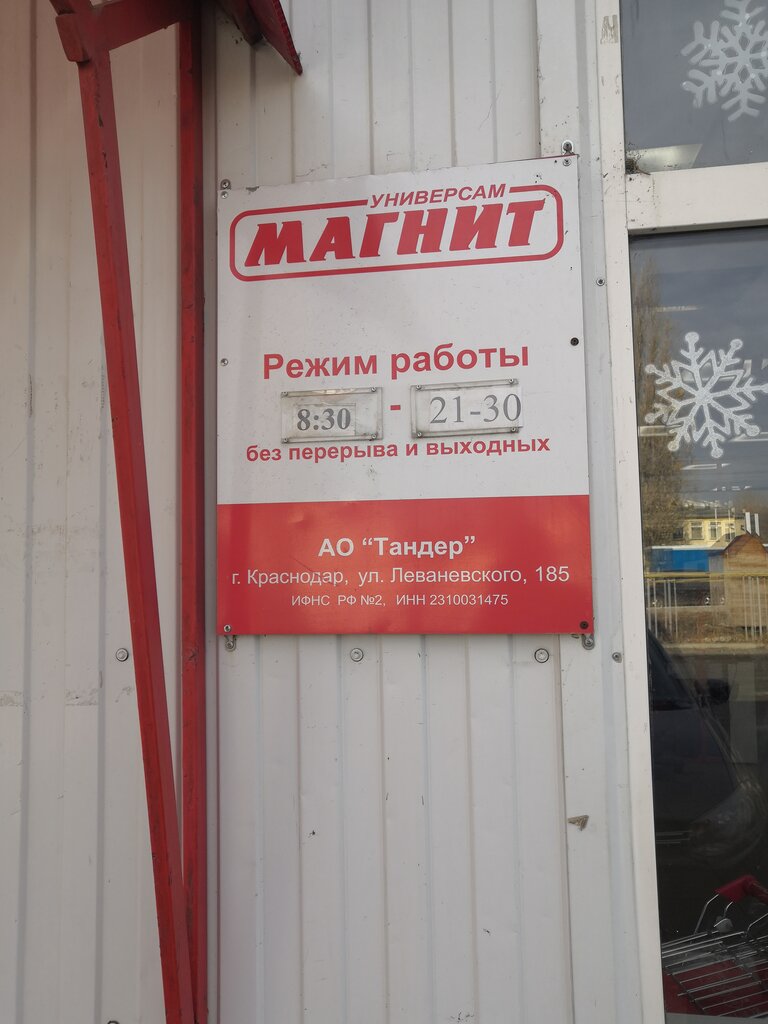 УНИВЕРСАМ
МАГНИТ
Режим работы
8:30 - 21-30
без перерыва и выходных
АО “Тандер”
г. Краснодар, ул. Леваневского, 185
ИФНС РФ №2, ИНН 2310031475